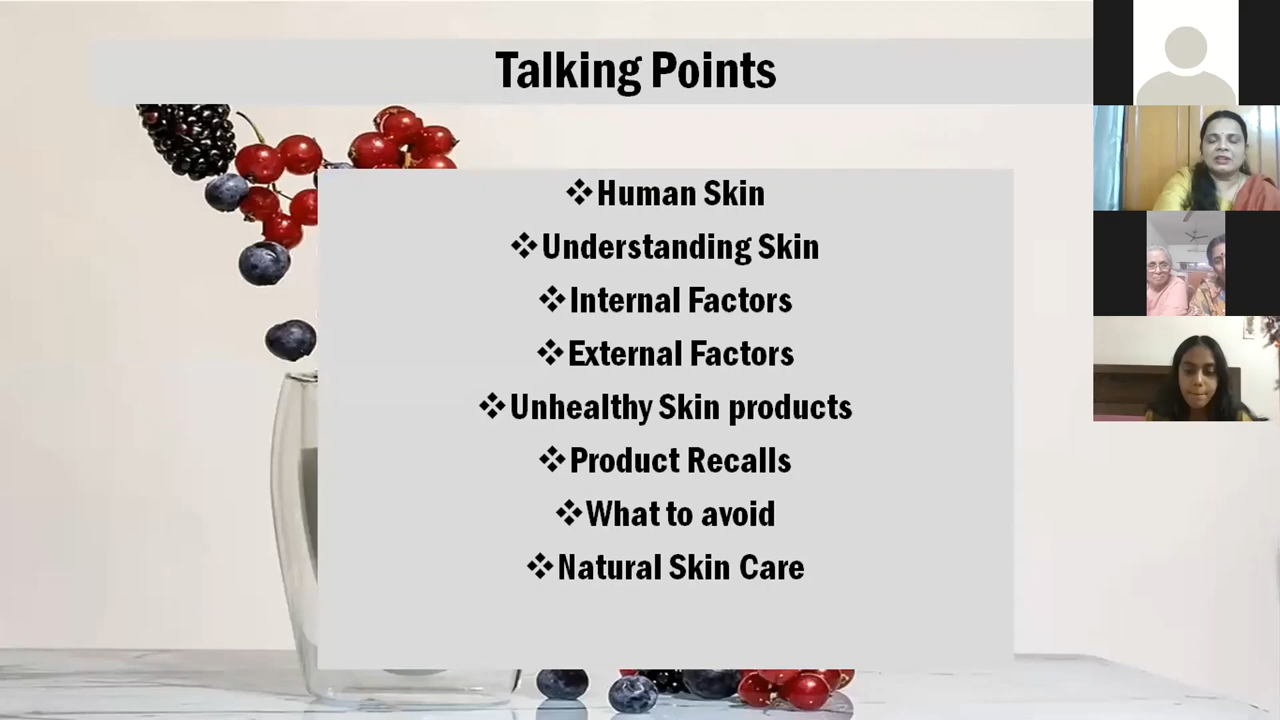 Talking Points
❖Human Skin
❖Understanding Skin
❖Internal Factors
❖External Factors
❖Unhealthy Skin products
❖Product Recalls
❖What to avoid
❖Natural Skin Care